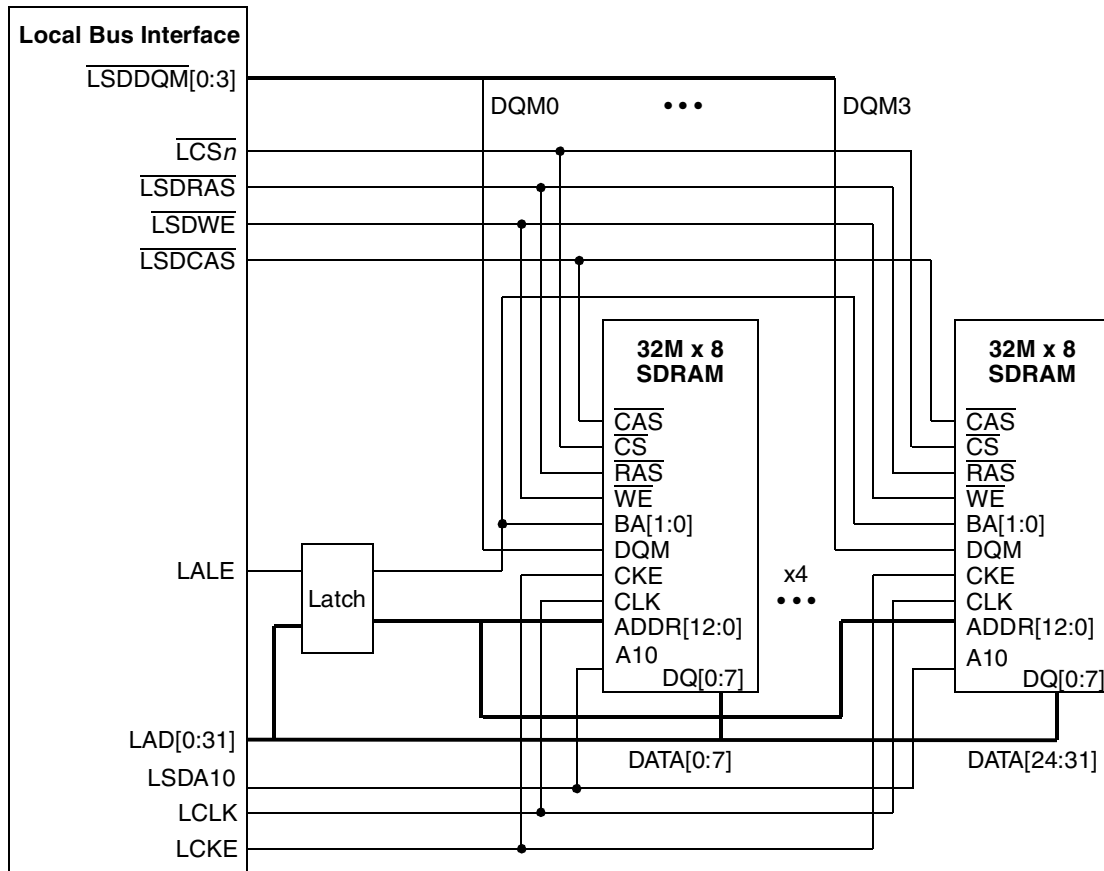 Local Bus Interface
LSDDQM[0:3]
DQM0
•••
DQM3
LCSn
LSDRAS
LSDWE
LSDCAS
32M x 8
SDRAM
CAS
CS
RAS
WE
BA[1:0]
DQM
CKE
CLK
ADDR[12:0]
A10
DQ[0:7]
x4
•••
32M x 8
SDRAM
CAS
CS
RAS
WE
BA[1:0]
DQM
CKE
CLK
ADDR[12:0]
A10
DQ[0:7]
LALE
Latch
LAD[0:31]
DATA[0:7]
DATA[24:31]
LSDA10
LCLK
LCKE